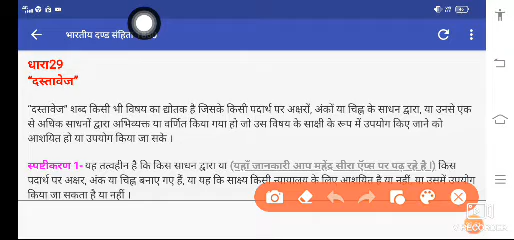 भारतीय दण्ड संहिता
धारा 29
“दस्तावेज”
“दस्तावेज” शब्द किसी भी विषय का द्योतक है जिसके किसी पदार्थ पर अक्षरों, अंकों या चिह्न के साधन द्वारा, या उनसे एक
से अधिक साधनों द्वारा अभिव्यक्त या वर्णित किया गया हो जो उस विषय के साक्षी के रूप में उपयोग किए जाने को
आशयित हो या उपयोग किया जा सके ।
स्पष्टीकरण 1- यह तत्वहीन है कि किस साधन द्वारा या (यहाँ जानकारी आप महेंद्र सीरा ऍप्स पर पढ रहे है।) किस
पदार्थ पर अक्षर, अंक या चिह्न बनाए गए हैं, या यह कि साक्ष्य किसी न्यायालय के लिए आशयित है या नहीं, या उसमें उपयोग
किया जा सकता है या नहीं ।